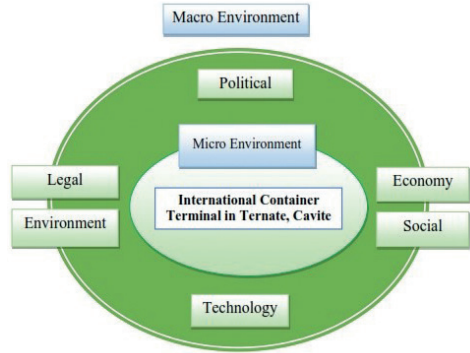 Macro Environment
Political
Micro Environment
Legal
Economy
International Container
Terminal in Ternate, Cavite
Environment
Social
Technology